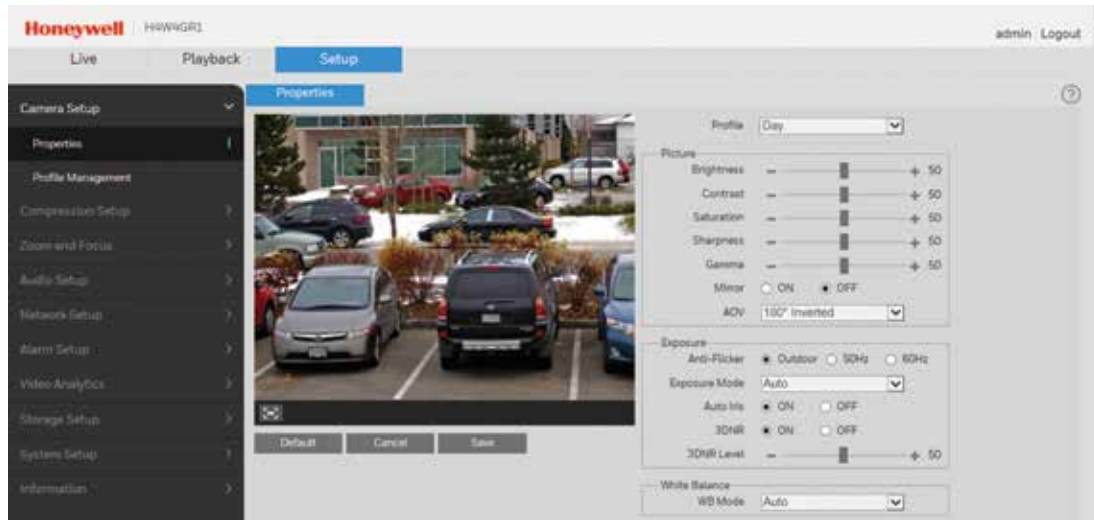 Honeywell H4W4GR1
admin Logout
Live Playback Setup
Camera Setup
Properties
Profile Management
Compression Setup
Zoom and Focus
Audio Setup
Network Setup
Alarm Setup
Video Analytics
Storage Setup
System Setup
Information
Properties
Default Cancel Save
Profile Day
Picture
Brightness - + 50
Contrast - + 50
Saturation - + 50
Sharpness - + 50
Gamma - + 50
Mirror ON OFF
AOV 180° Inverted
Exposure
Anti-Flicker Outdoor 50Hz 60Hz
Exposure Mode Auto
Auto Iris ON OFF
3DNR ON OFF
3DNR Level - + 50
White Balance
WB Mode Auto